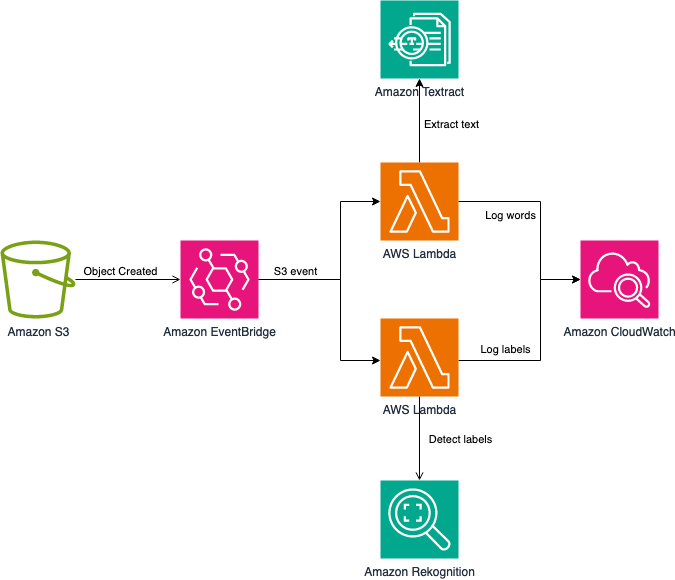 Amazon Textract
Extract text
Log words
AWS Lambda
Object Created
S3 event
Amazon S3
Amazon EventBridge
Amazon CloudWatch
Log labels
AWS Lambda
Detect labels
Amazon Rekognition